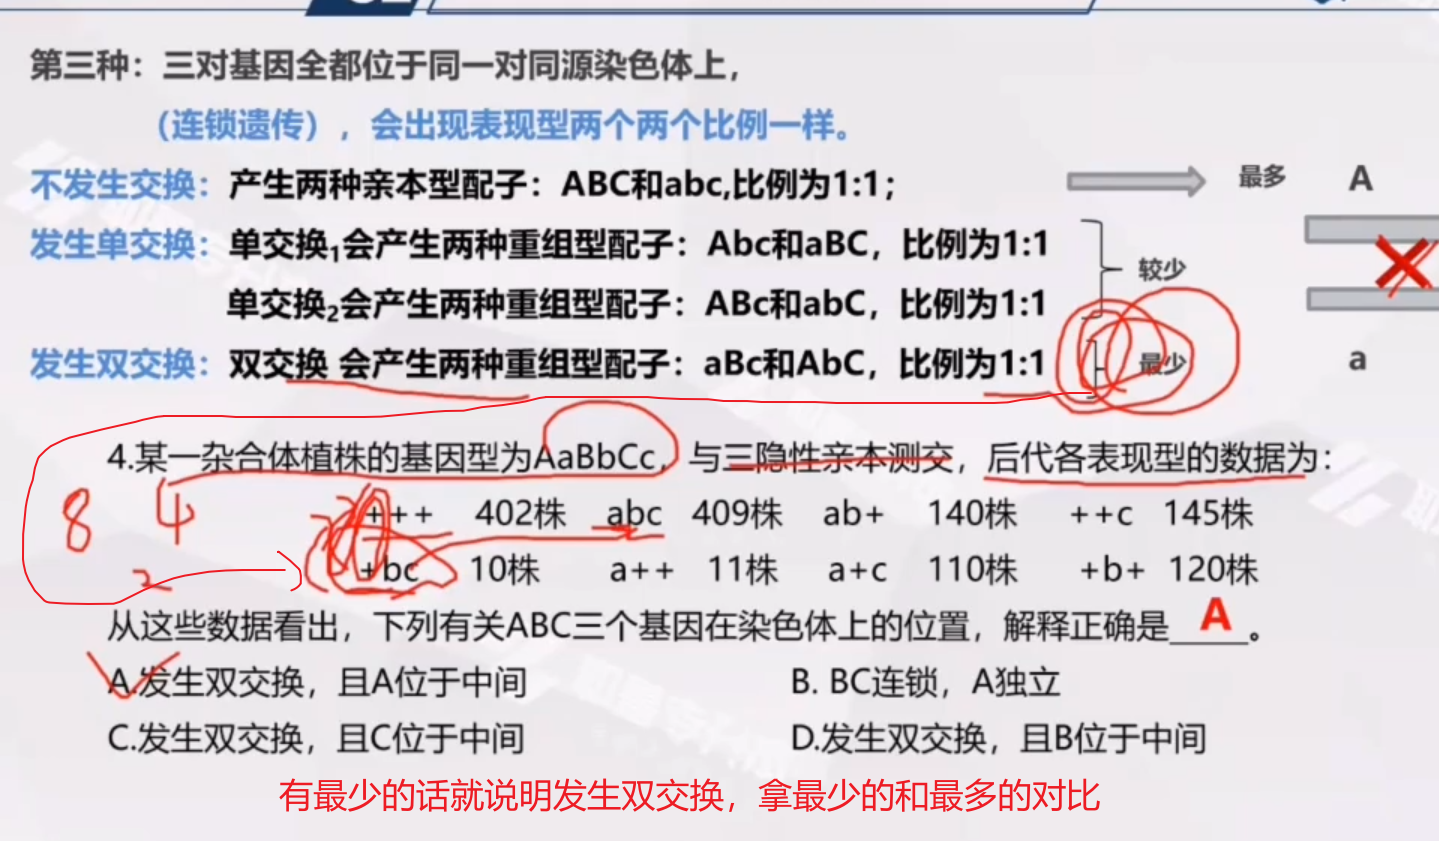 第三种：三对基因全都位于同一对同源染色体上，
（连锁遗传），会出现表现型两个两个比例一样。
不发生交换：产生两种亲本型配子：ABC和abc,比例为1:1； 最多 A
发生单交换：单交换1会产生两种重组型配子：Abc和aBC，比例为1:1
较少
单交换2会产生两种重组型配子：ABc和abC，比例为1:1
发生双交换：双交换 会产生两种重组型配子：aBc和AbC，比例为1:1 最少 a
4.某一杂合体植株的基因型为AaBbCc，与三隐性亲本测交，后代各表现型的数据为：
8 4 +++ 402株 abc 409株 ab+ 140株 ++c 145株
2 +bc 10株 a++ 11株 a+c 110株 +b+ 120株
从这些数据看出，下列有关ABC三个基因在染色体上的位置，解释正确是 A 。
A.发生双交换，且A位于中间 B. BC连锁，A独立
C.发生双交换，且C位于中间 D.发生双交换，且B位于中间
有最少的话就说明发生双交换，拿最少的和最多的对比